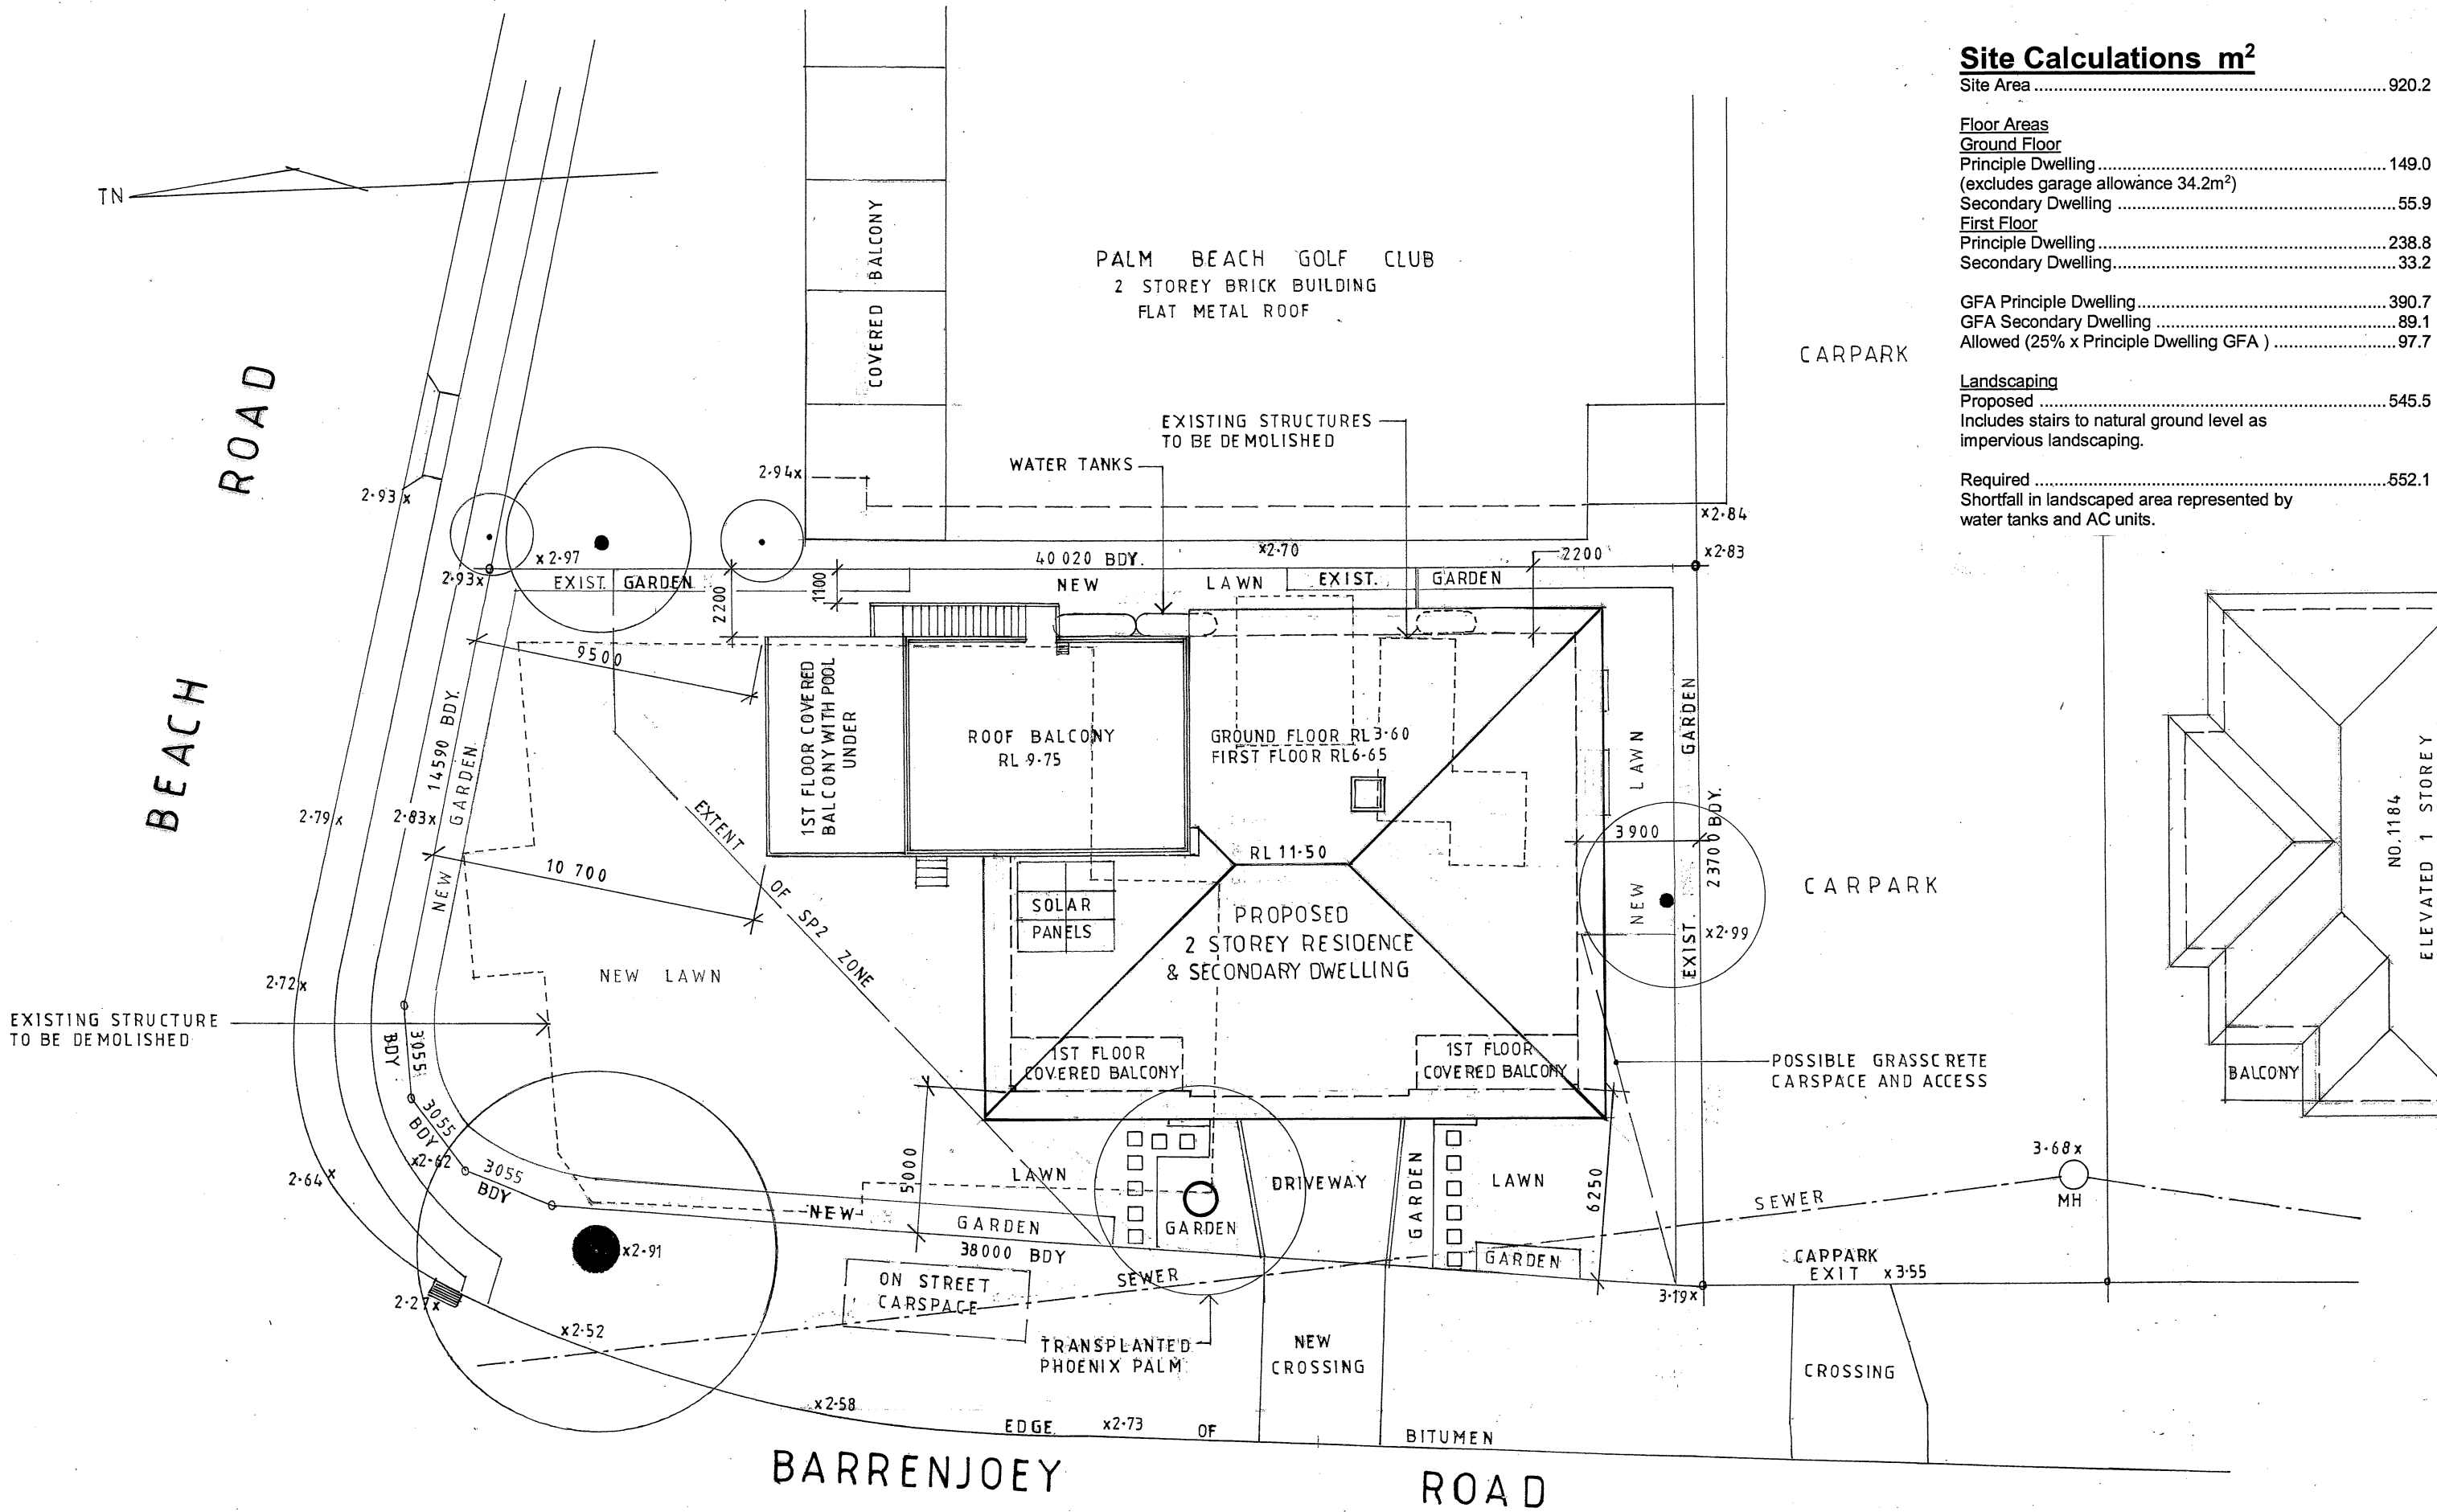 Site Calculations m²
Site Area ........ 920.2
Floor Areas
Ground Floor
Principle Dwelling ........ 149.0
(excludes garage allowance 34.2m²)
Secondary Dwelling ........ 55.9
First Floor
Principle Dwelling ........ 238.8
Secondary Dwelling ........ 33.2
GFA Principle Dwelling ........ 390.7
GFA Secondary Dwelling ........ 89.1
Allowed (25% x Principle Dwelling GFA ) ........ 97.7
Landscaping
Proposed ........ 545.5
Includes stairs to natural ground level as
impervious landscaping.
Required ........ 552.1
Shortfall in landscaped area represented by
water tanks and AC units.
TN
BEACH ROAD
COVERED BALCONY
PALM BEACH GOLF CLUB
2 STOREY BRICK BUILDING
FLAT METAL ROOF
CARPARK
EXISTING STRUCTURES
TO BE DEMOLISHED
WATER TANKS
2·94x
2·93 x
x2·84
x2·97
40 020 BDY.
x2·70
2200
x2·83
2·93x
EXIST. GARDEN
2200
1100
NEW LAWN
EXIST. GARDEN
9500
14590 BDY.
NEW GARDEN
2·79x
2·83x
10 700
1ST FLOOR COVERED
BALCONY WITH POOL
UNDER
ROOF BALCONY
RL 9·75
GROUND FLOOR RL 3·60
FIRST FLOOR RL6·65
NEW LAWN
EXIST. GARDEN
23700 BDY.
3900
RL 11·50
EXTENT OF SP2 ZONE
SOLAR
PANELS
PROPOSED
2 STOREY RESIDENCE
& SECONDARY DWELLING
CARPARK
x2·99
NO.1184
ELEVATED 1 STOREY
BALCONY
NEW LAWN
2·72x
EXISTING STRUCTURE
TO BE DEMOLISHED
3055
BDY
3055
BDY
x2·62
3055
BDY
2·64x
1ST FLOOR
COVERED BALCONY
1ST FLOOR
COVERED BALCONY
POSSIBLE GRASSCRETE
CARSPACE AND ACCESS
5000
LAWN
NEW GARDEN
GARDEN
DRIVEWAY
GARDEN
LAWN
GARDEN
6250
SEWER
3·68x
MH
38000 BDY
x2·91
ON STREET
CARSPACE
SEWER
CARPARK
EXIT x3·55
3·19x
2·27x
x2·52
TRANSPLANTED
PHOENIX PALM
NEW
CROSSING
CROSSING
x2·58
EDGE x2·73 OF BITUMEN
BARRENJOEY ROAD